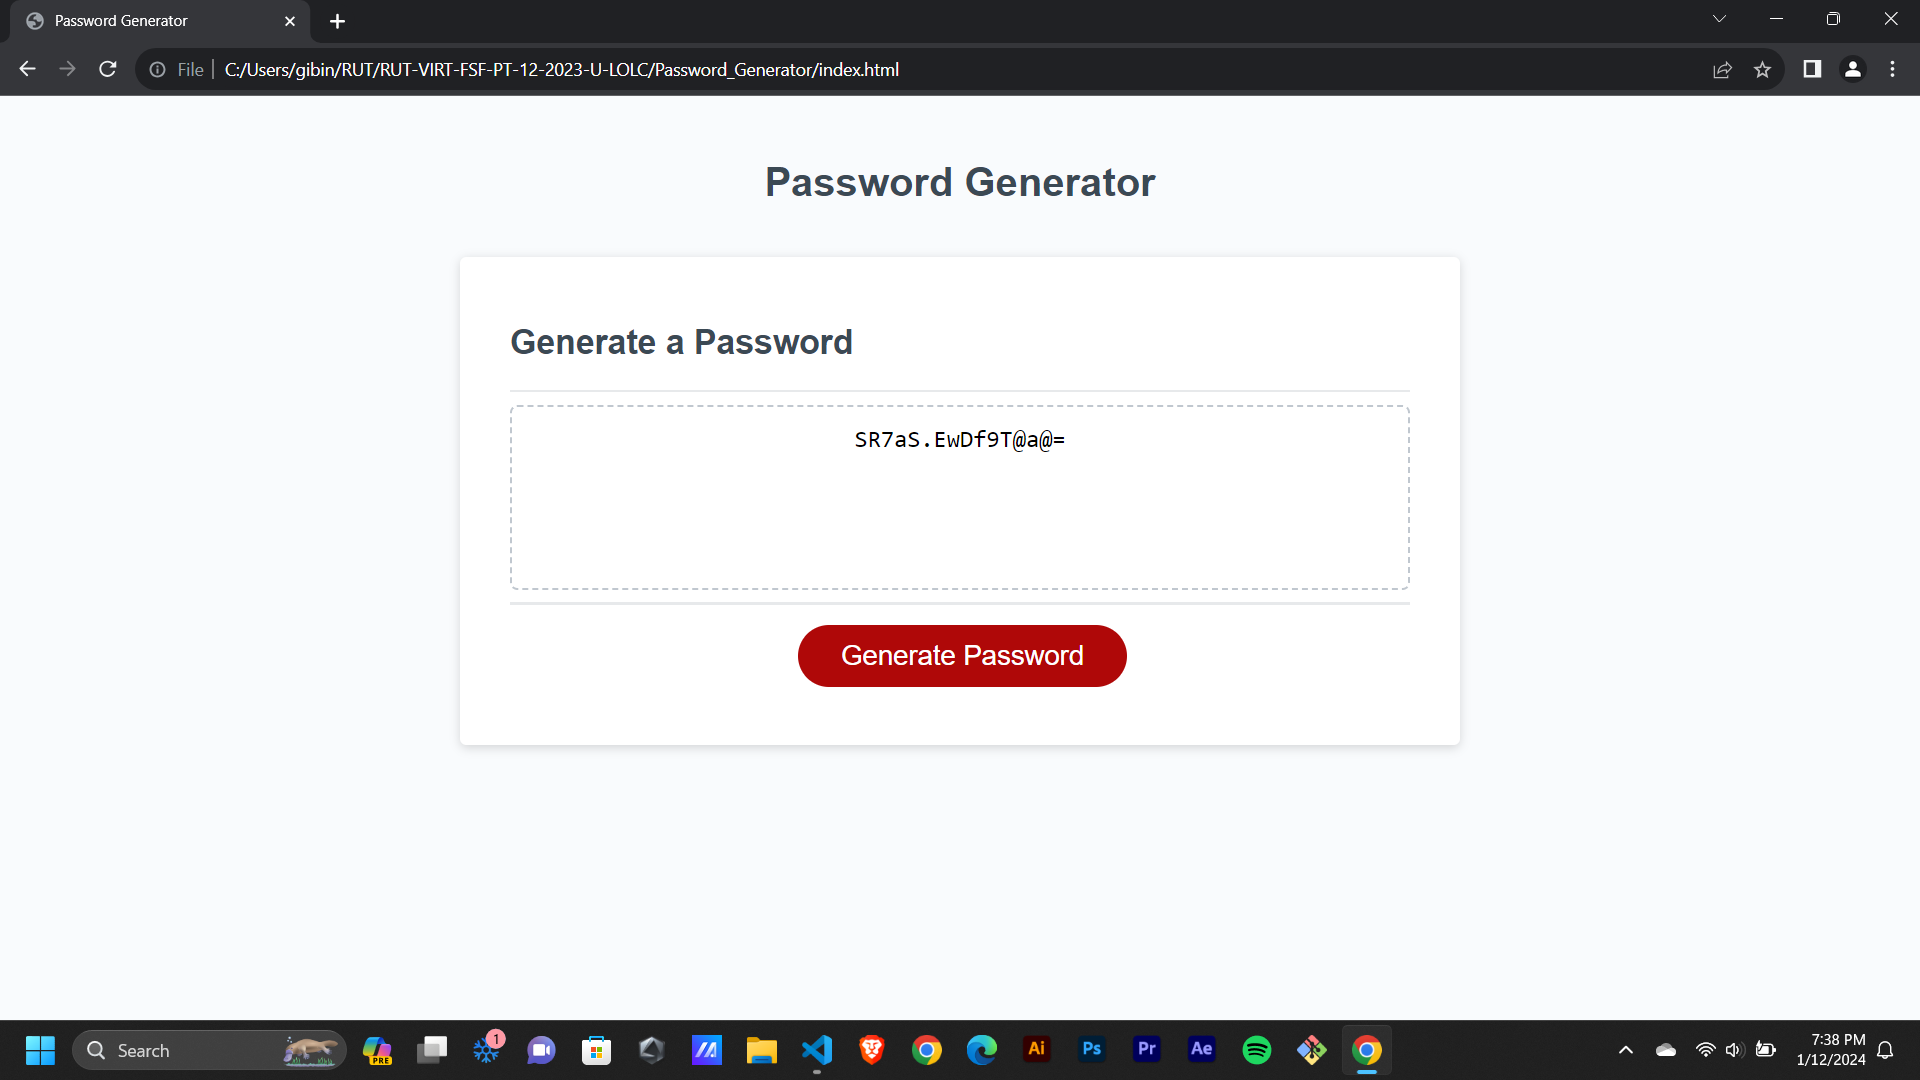 Password Generator
File
C:/Users/gibin/RUT/RUT-VIRT-FSF-PT-12-2023-U-LOLC/Password_Generator/index.html
Password Generator
Generate a Password
SR7aS.EwDf9T@a@=
Generate Password
Search
PRE
1
Ai
Ps
Pr
Ae
7:38 PM
1/12/2024